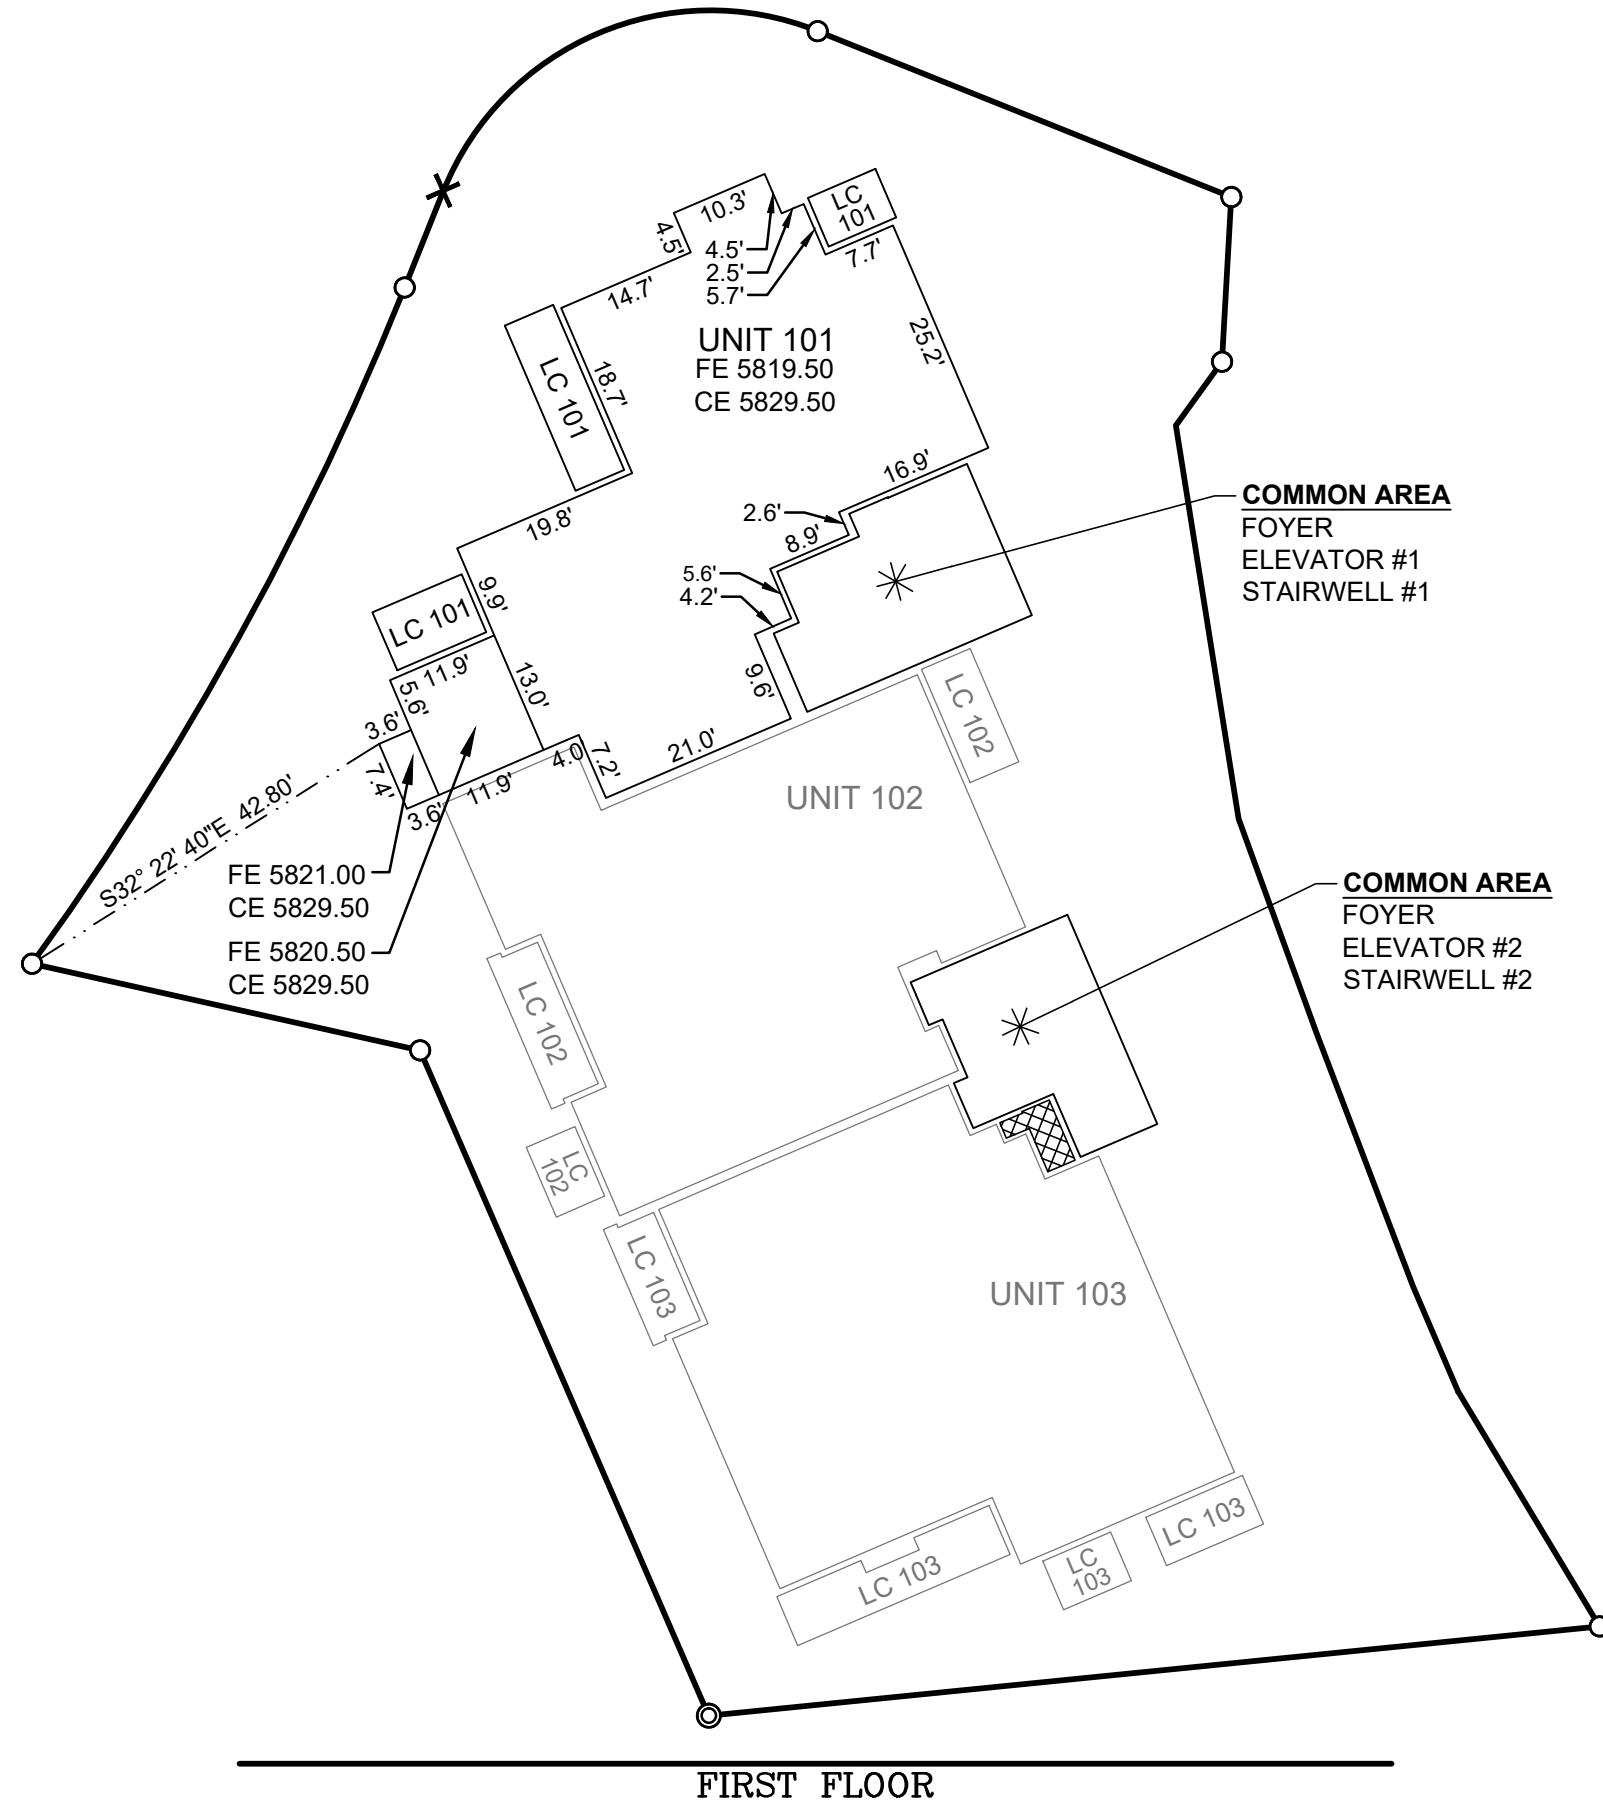 10.3'
4.5'
4.5'
2.5'
5.7'
LC
101
7.7'
14.7'
LC 101
18.7'
UNIT 101
FE 5819.50
CE 5829.50
25.2'
16.9'
2.6'
8.9'
19.8'
5.6'
4.2'
9.9'
LC 101
COMMON AREA
FOYER
ELEVATOR #1
STAIRWELL #1
11.9'
5.6'
13.0'
9.6'
3.6'
7.4'
3.6'
11.9'
4.0
7.2'
21.0'
LC 102
UNIT 102
S32° 22' 40"E 42.80'
FE 5821.00
CE 5829.50
FE 5820.50
CE 5829.50
COMMON AREA
FOYER
ELEVATOR #2
STAIRWELL #2
LC 102
LC
102
LC 103
UNIT 103
LC 103
LC
103
LC 103
FIRST FLOOR